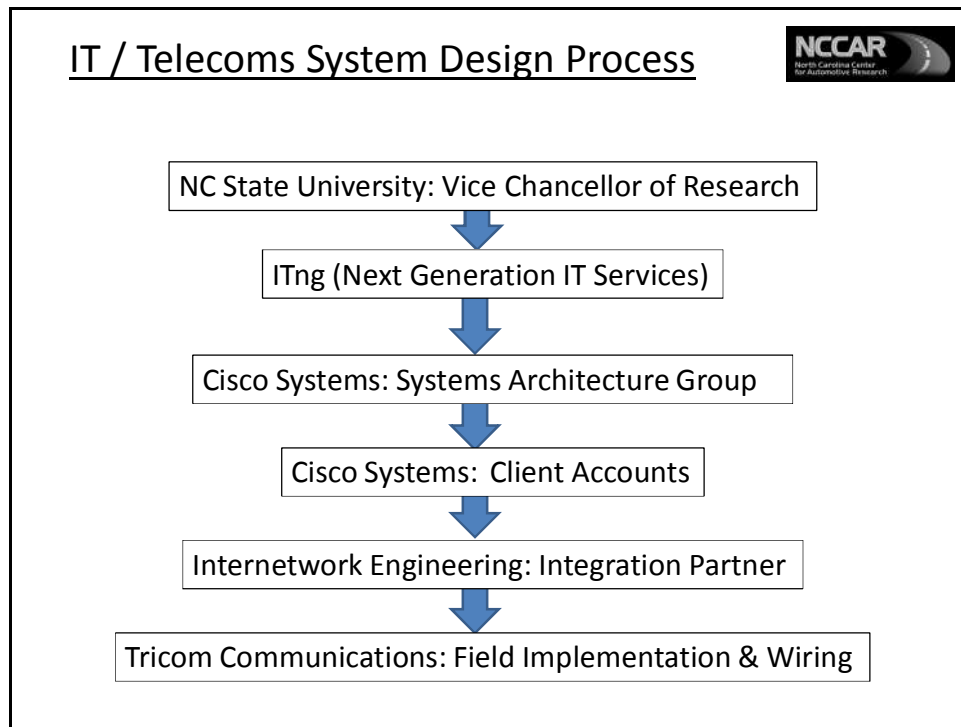 IT / Telecoms System Design Process
NCCAR
North Carolina Center
for Automotive Research
NC State University: Vice Chancellor of Research
ITng (Next Generation IT Services)
Cisco Systems: Systems Architecture Group
Cisco Systems:  Client Accounts
Internetwork Engineering: Integration Partner
Tricom Communications: Field Implementation & Wiring